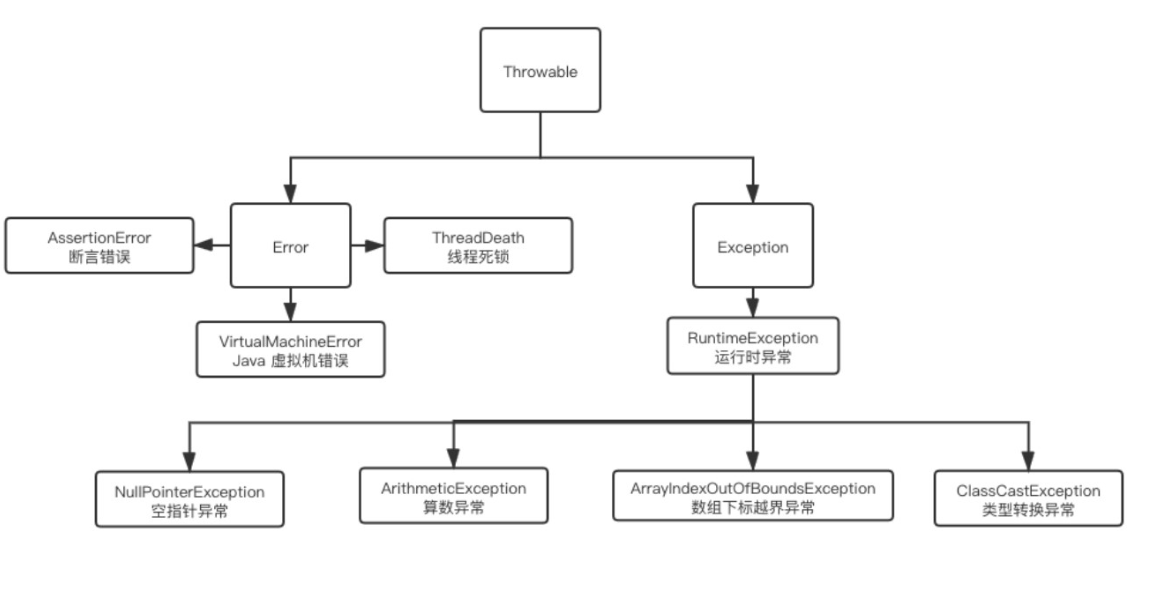 Throwable
AssertionError
断言错误
Error
ThreadDeath
线程死锁
Exception
VirtualMachineError
Java 虚拟机错误
RuntimeException
运行时异常
NullPointerException
空指针异常
ArithmeticException
算数异常
ArrayIndexOutOfBoundsException
数组下标越界异常
ClassCastException
类型转换异常